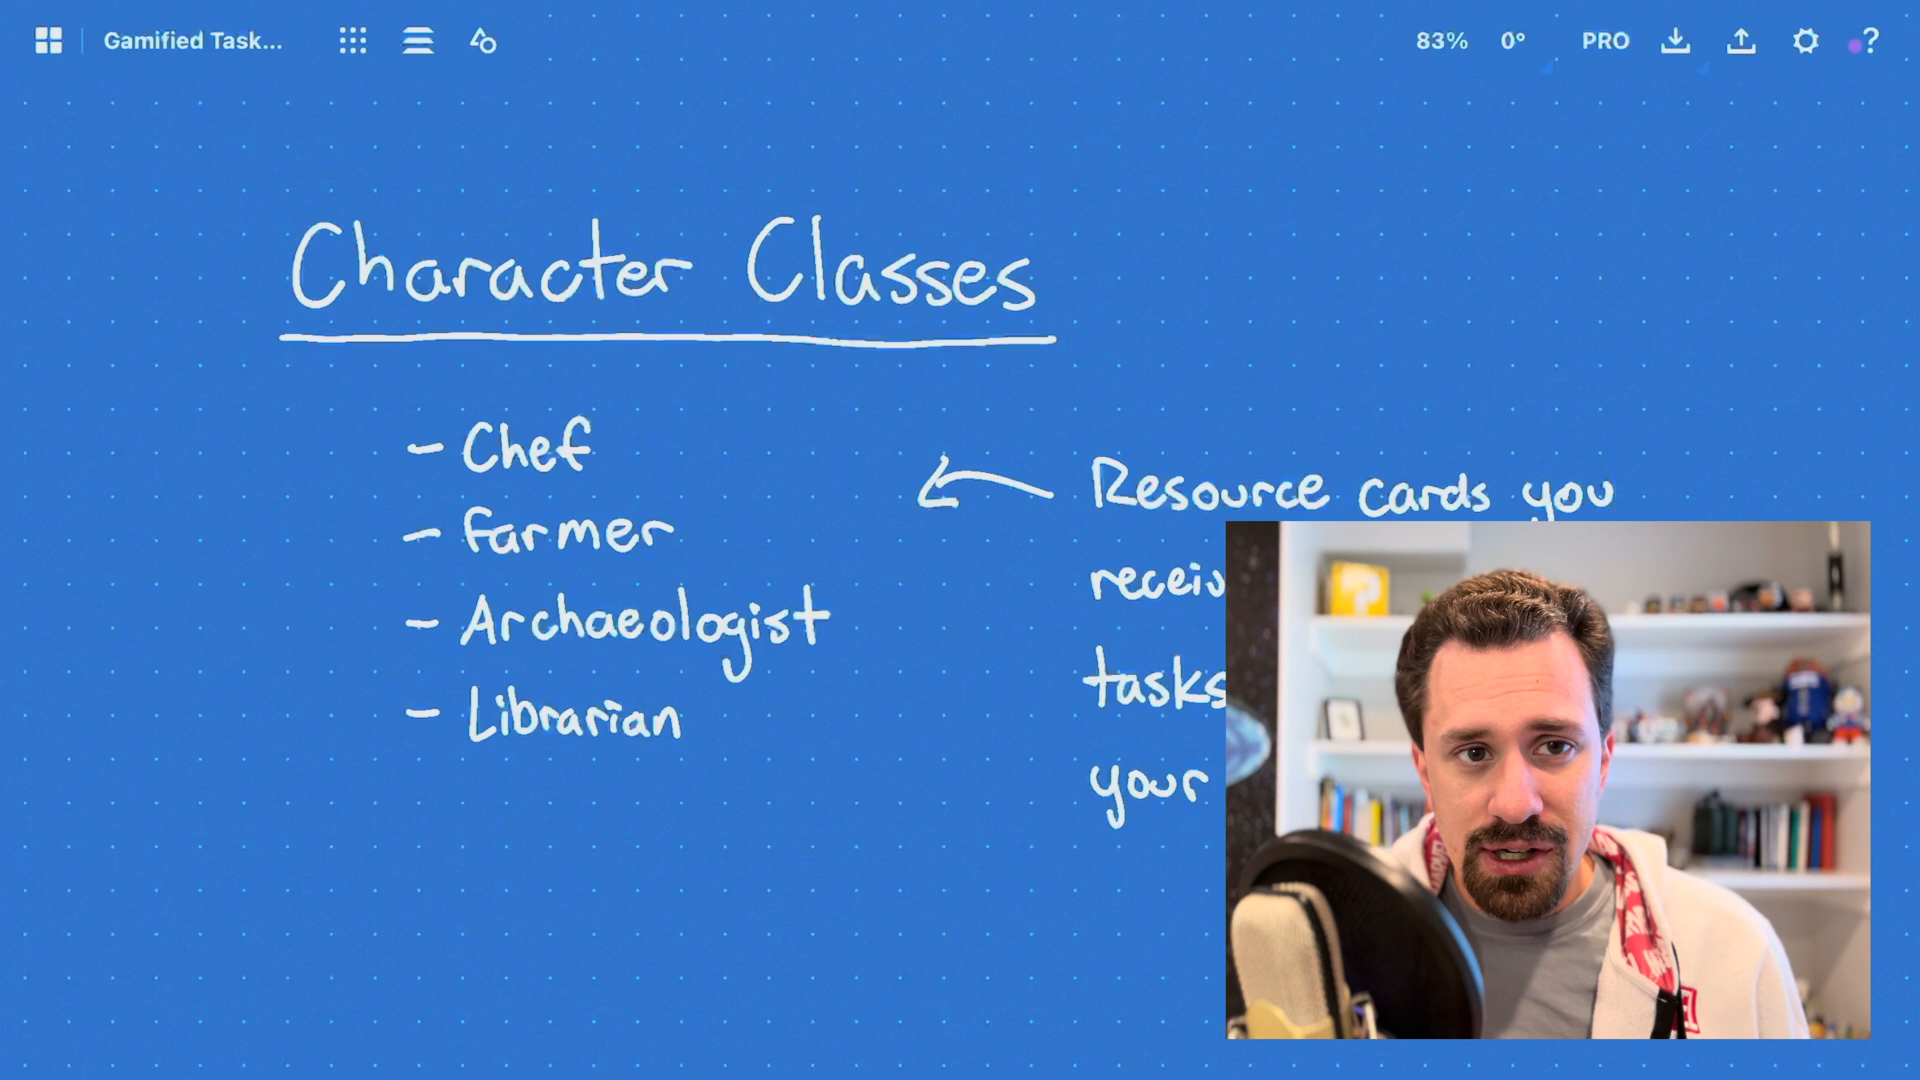 Gamified Task...
83% 0° PRO ?
Character Classes
- Chef
- Farmer
- Archaeologist
- Librarian
Resource cards you
tasks
your